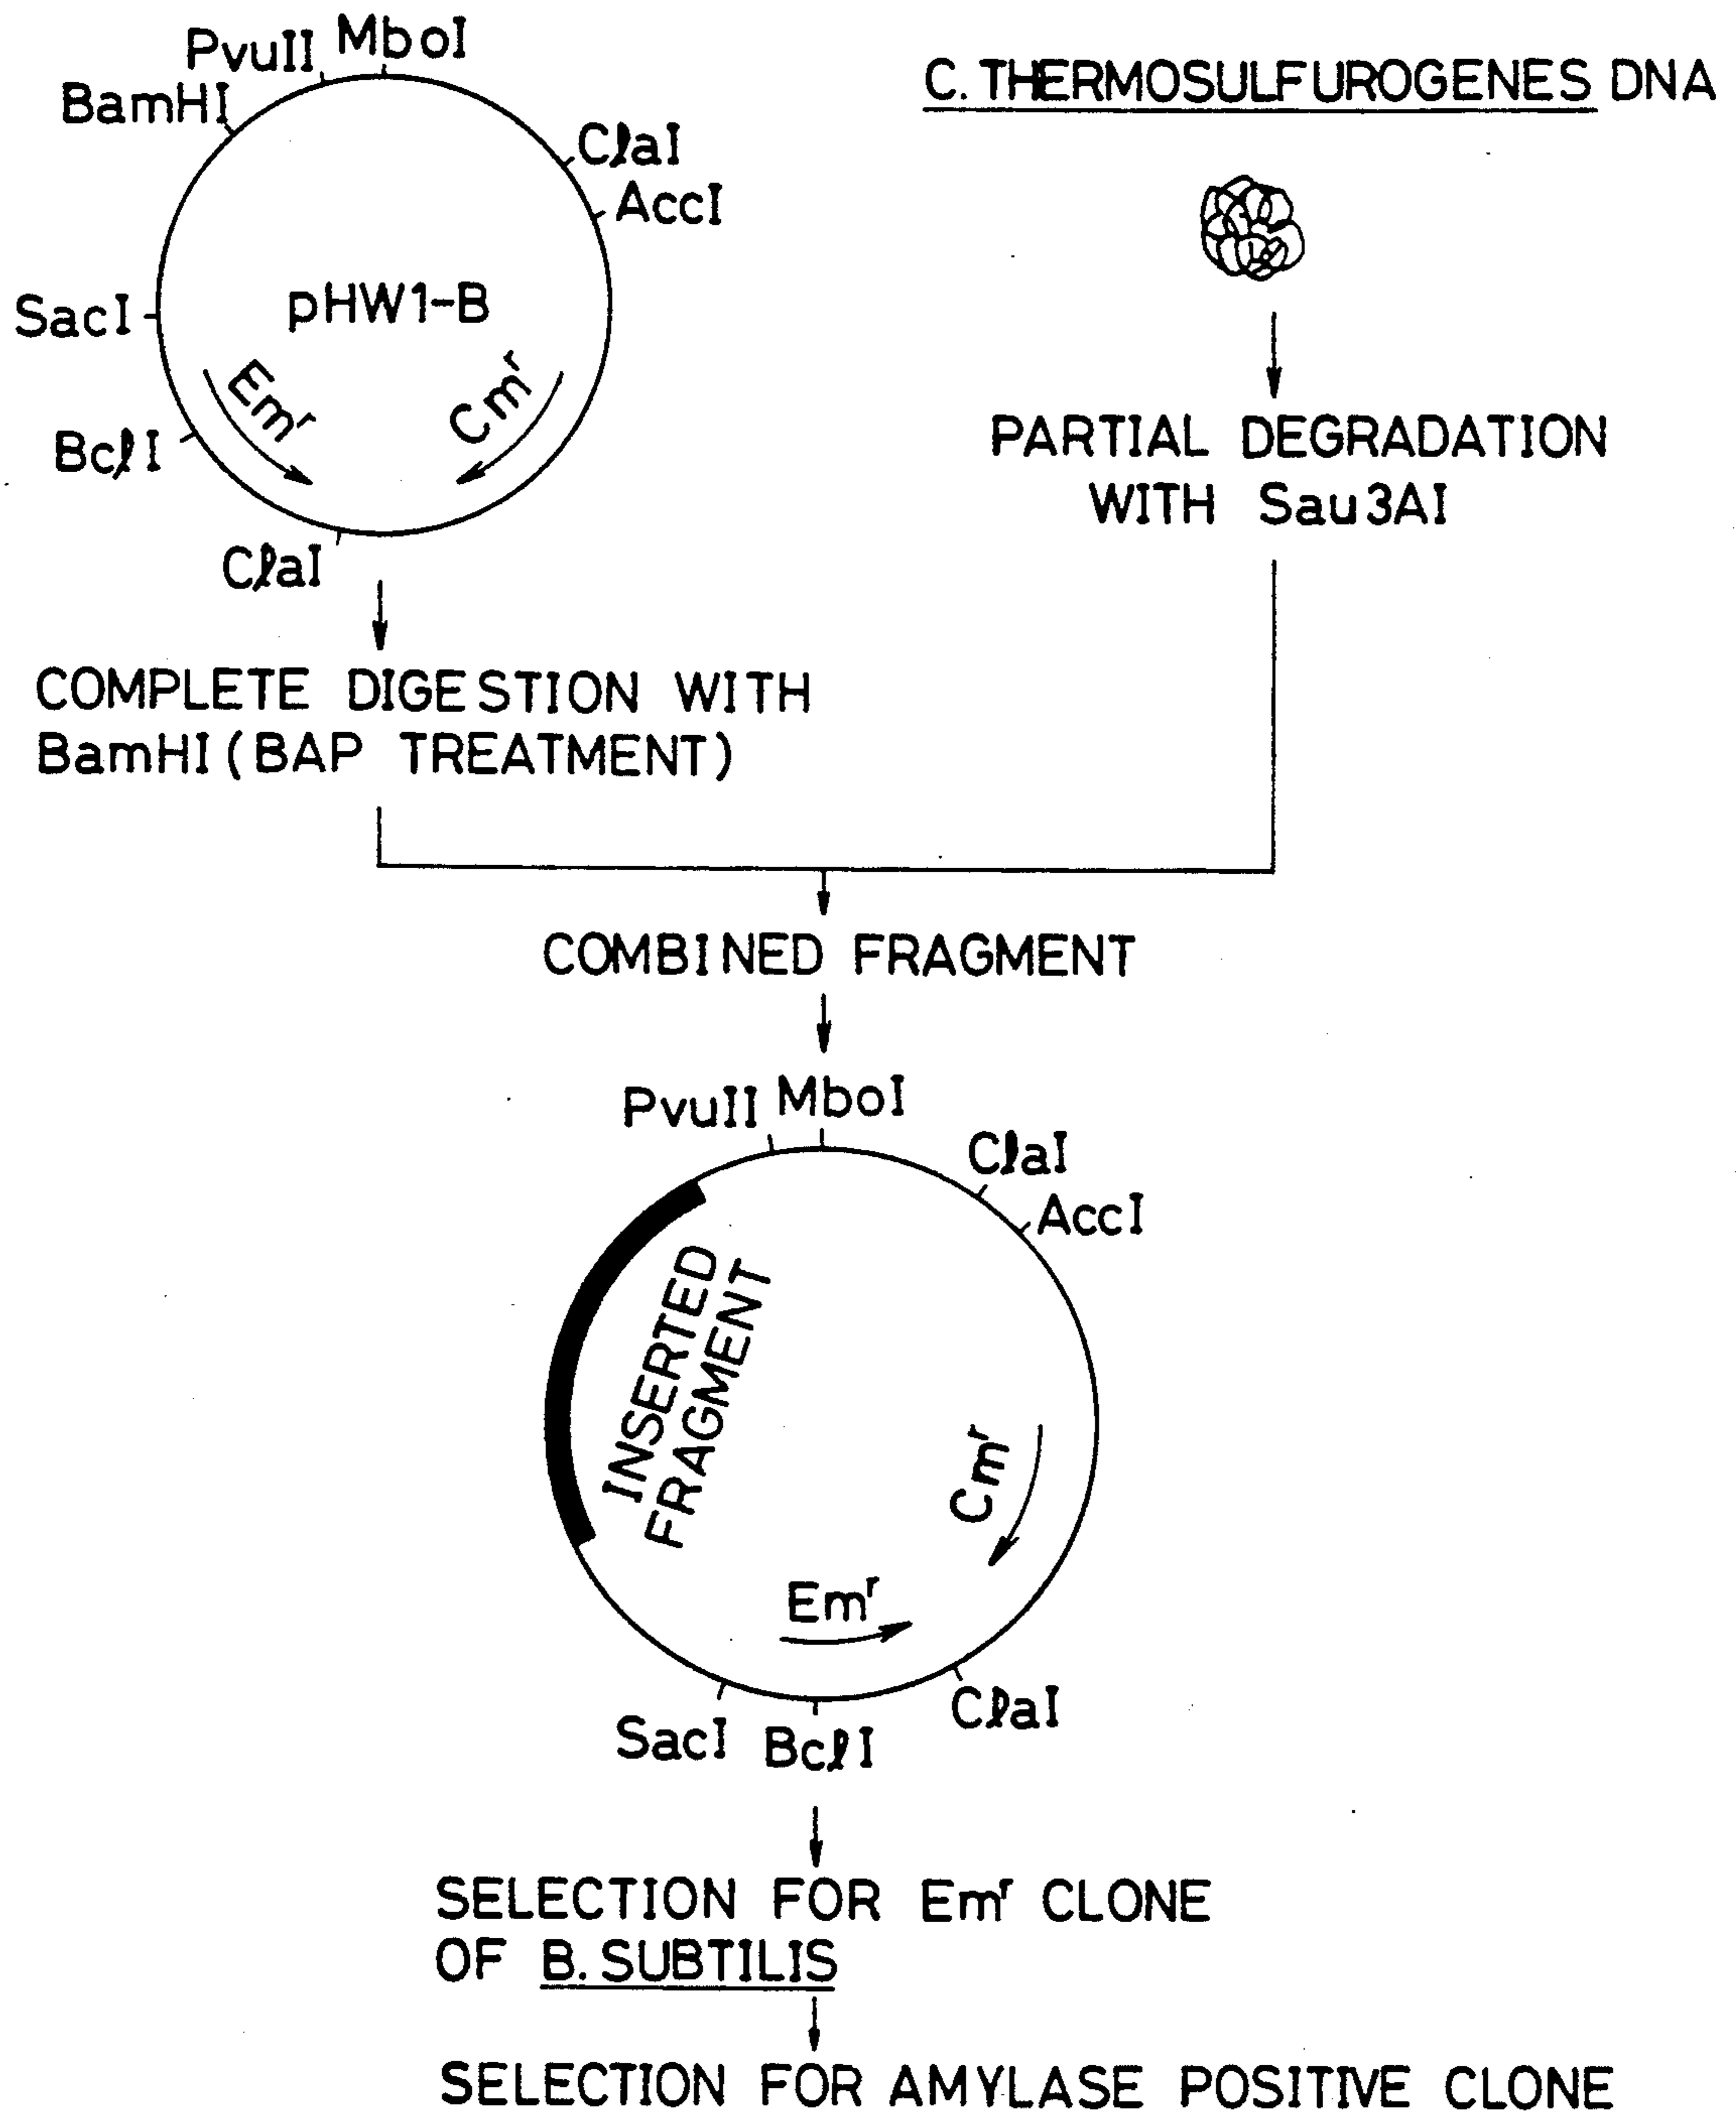 PvuII MboI
BamHI
ClaI
AccI
SacI
pHW1-B
Emʳ
Cmʳ
BclI
ClaI
C. THERMOSULFUROGENES DNA
PARTIAL DEGRADATION
WITH Sau3AI
COMPLETE DIGESTION WITH
BamHI (BAP TREATMENT)
COMBINED FRAGMENT
PvuII MboI
ClaI
AccI
INSERTED
FRAGMENT
Cmʳ
Emʳ
ClaI
SacI BclI
SELECTION FOR Emʳ CLONE
OF B. SUBTILIS
SELECTION FOR AMYLASE POSITIVE CLONE